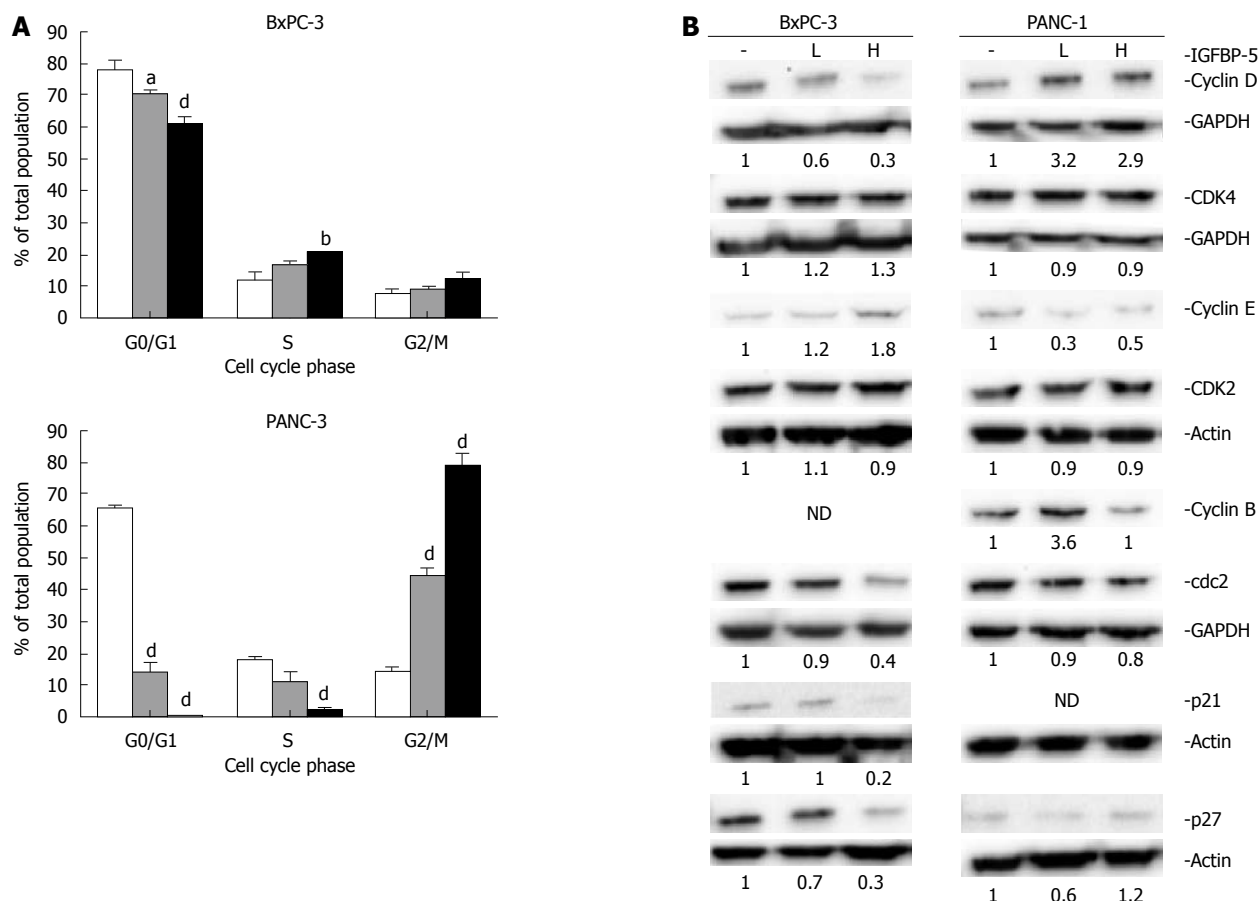 A
BxPC-3
% of total population
90
80
70
60
50
40
30
20
10
0
a
d
b
G0/G1 S G2/M
Cell cycle phase
PANC-3
% of total population
90
80
70
60
50
40
30
20
10
0
d
d
d
d
d
G0/G1 S G2/M
Cell cycle phase
B
BxPC-3 PANC-1
- L H - L H -IGFBP-5
-Cyclin D
-GAPDH
1 0.6 0.3 1 3.2 2.9
-CDK4
-GAPDH
1 1.2 1.3 1 0.9 0.9
-Cyclin E
1 1.2 1.8 1 0.3 0.5
-CDK2
-Actin
1 1.1 0.9 1 0.9 0.9
ND -Cyclin B
1 3.6 1
-cdc2
-GAPDH
1 0.9 0.4 1 0.9 0.8
ND -p21
-Actin
1 1 0.2
-p27
-Actin
1 0.7 0.3 1 0.6 1.2